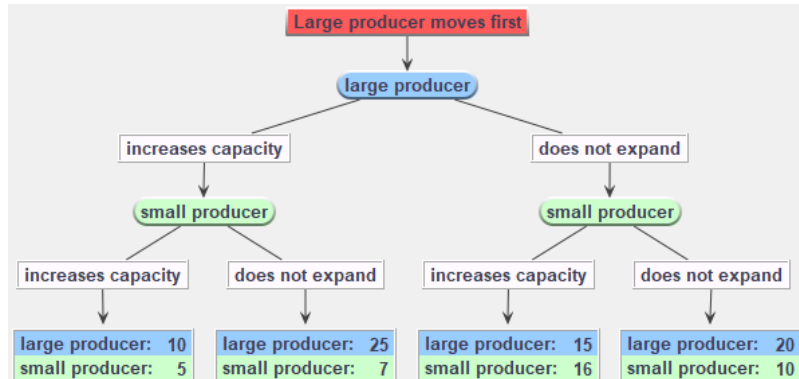 Large producer moves first
large producer
increases capacity
does not expand
small producer
small producer
increases capacity
does not expand
increases capacity
does not expand
large producer: 10
small producer: 5
large producer: 25
small producer: 7
large producer: 15
small producer: 16
large producer: 20
small producer: 10